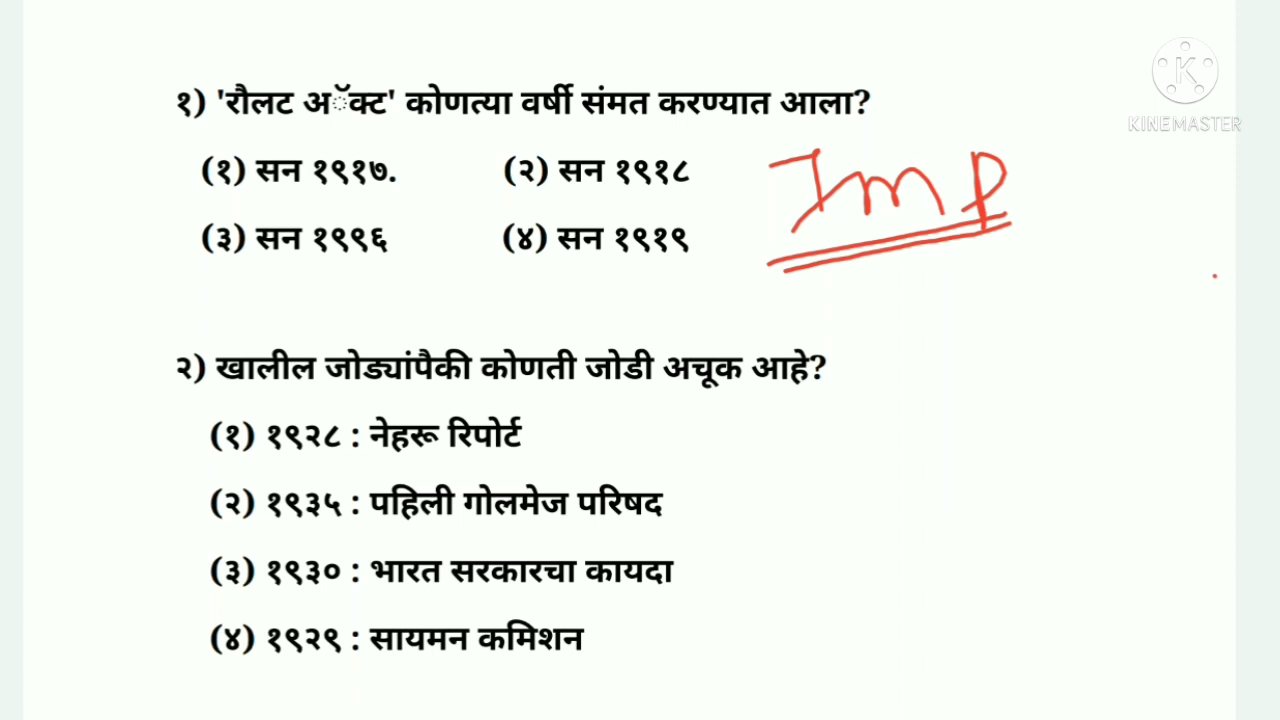 K
KINEMASTER
१) 'रौलट अॅक्ट' कोणत्या वर्षी संमत करण्यात आला?
(१) सन १९१७. (२) सन १९१८
Imp
(३) सन १९९६ (४) सन १९१९
२) खालील जोड्यांपैकी कोणती जोडी अचूक आहे?
(१) १९२८ : नेहरू रिपोर्ट
(२) १९३५ : पहिली गोलमेज परिषद
(३) १९३० : भारत सरकारचा कायदा
(४) १९२९ : सायमन कमिशन